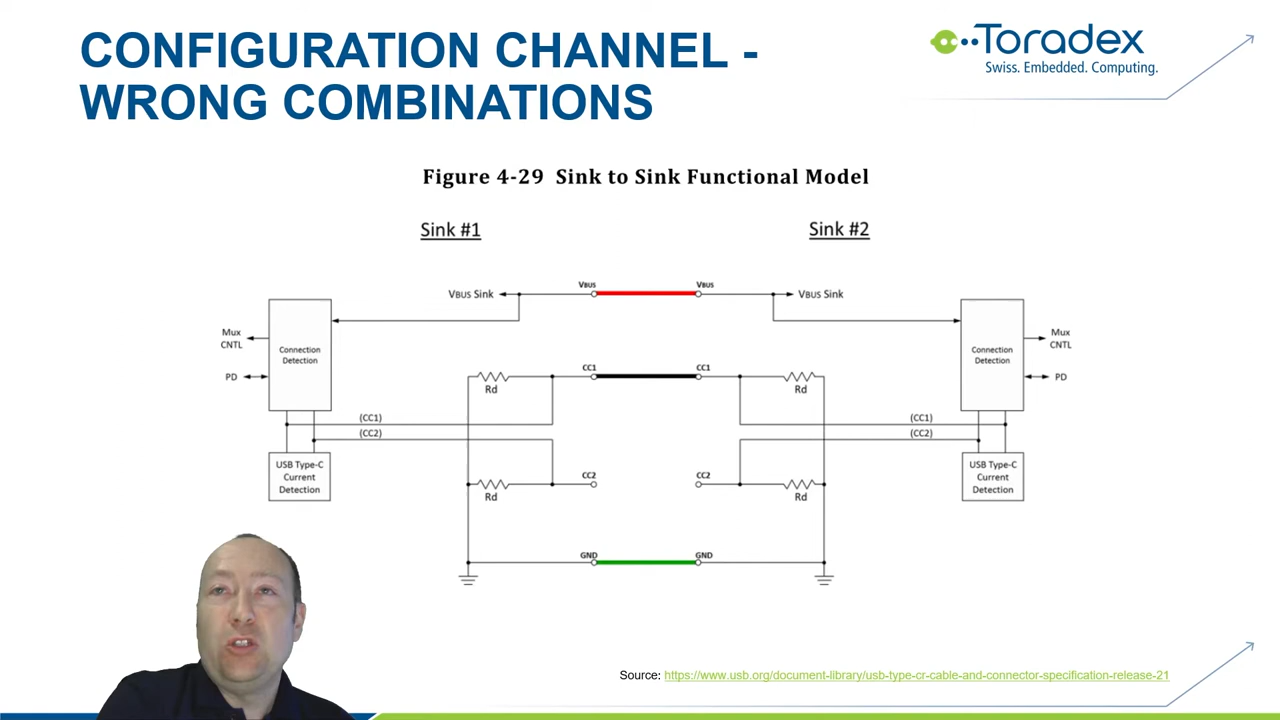 CONFIGURATION CHANNEL -
WRONG COMBINATIONS
Toradex
Swiss. Embedded. Computing.
Figure 4-29 Sink to Sink Functional Model
Sink #1
Sink #2
VBUS Sink
VBUS
VBUS
VBUS Sink
Mux
CNTL
Connection
Detection
PD
CC1
CC1
Rd
Rd
Connection
Detection
Mux
CNTL
PD
(CC1)
(CC2)
(CC1)
(CC2)
USB Type-C
Current
Detection
CC2
CC2
Rd
Rd
USB Type-C
Current
Detection
GND
GND
Source: https://www.usb.org/document-library/usb-type-cr-cable-and-connector-specification-release-21